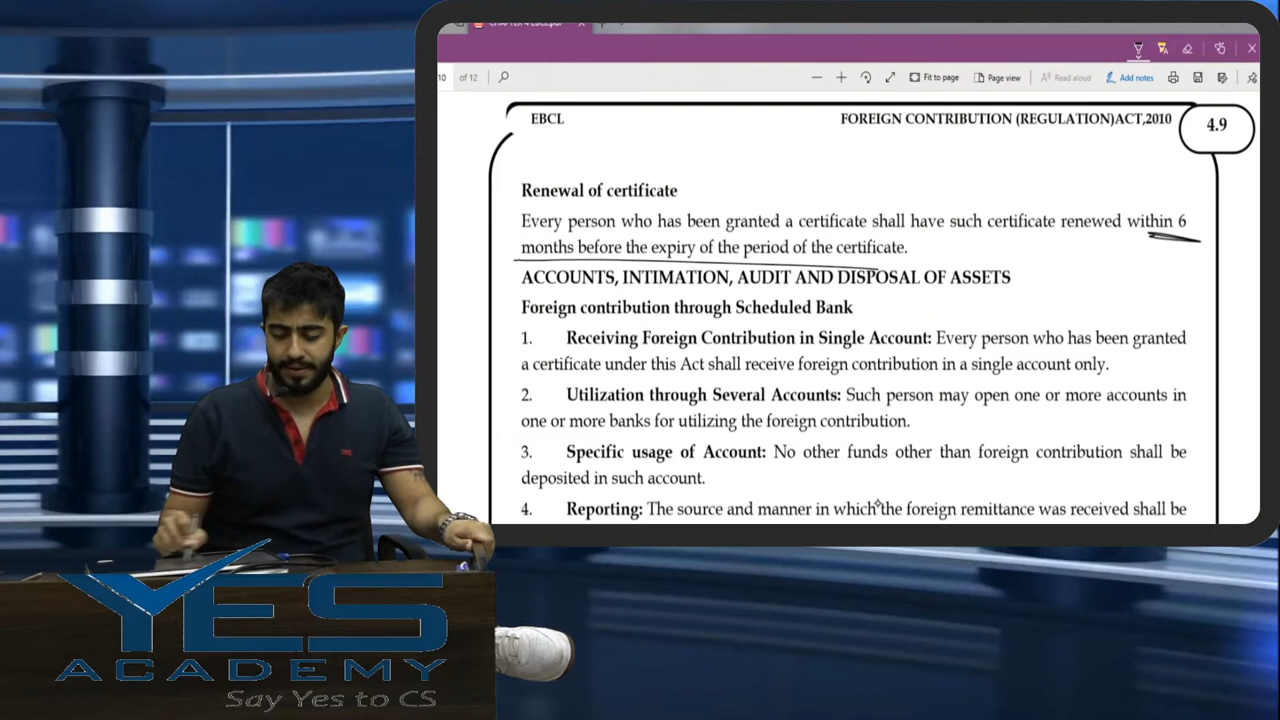 CHAPTER 4 EBCL.pdf
10 of 12
Fit to page
Page view
Read aloud
Add notes
EBCL
FOREIGN CONTRIBUTION (REGULATION)ACT,2010
4.9
Renewal of certificate
Every person who has been granted a certificate shall have such certificate renewed within 6
months before the expiry of the period of the certificate.
ACCOUNTS, INTIMATION, AUDIT AND DISPOSAL OF ASSETS
Foreign contribution through Scheduled Bank
1. Receiving Foreign Contribution in Single Account: Every person who has been granted
a certificate under this Act shall receive foreign contribution in a single account only.
2. Utilization through Several Accounts: Such person may open one or more accounts in
one or more banks for utilizing the foreign contribution.
3. Specific usage of Account: No other funds other than foreign contribution shall be
deposited in such account.
4. Reporting: The source and manner in which the foreign remittance was received shall be
YES
ACADEMY
Say Yes to CS